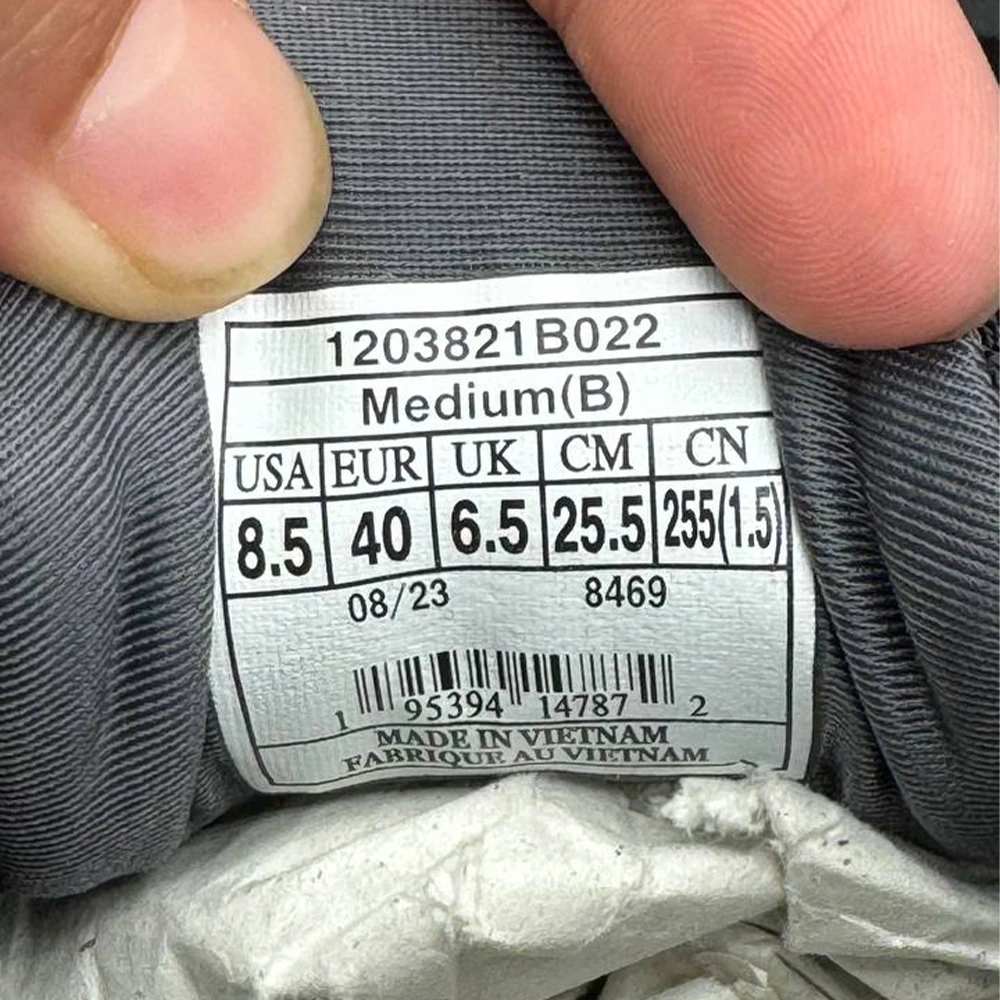 1203821B022
Medium(B)
USA EUR UK CM CN
8.5 40 6.5 25.5 255(1.5)
08/23 8469
1 95394 14787 2
MADE IN VIETNAM
FABRIQUE AU VIETNAM